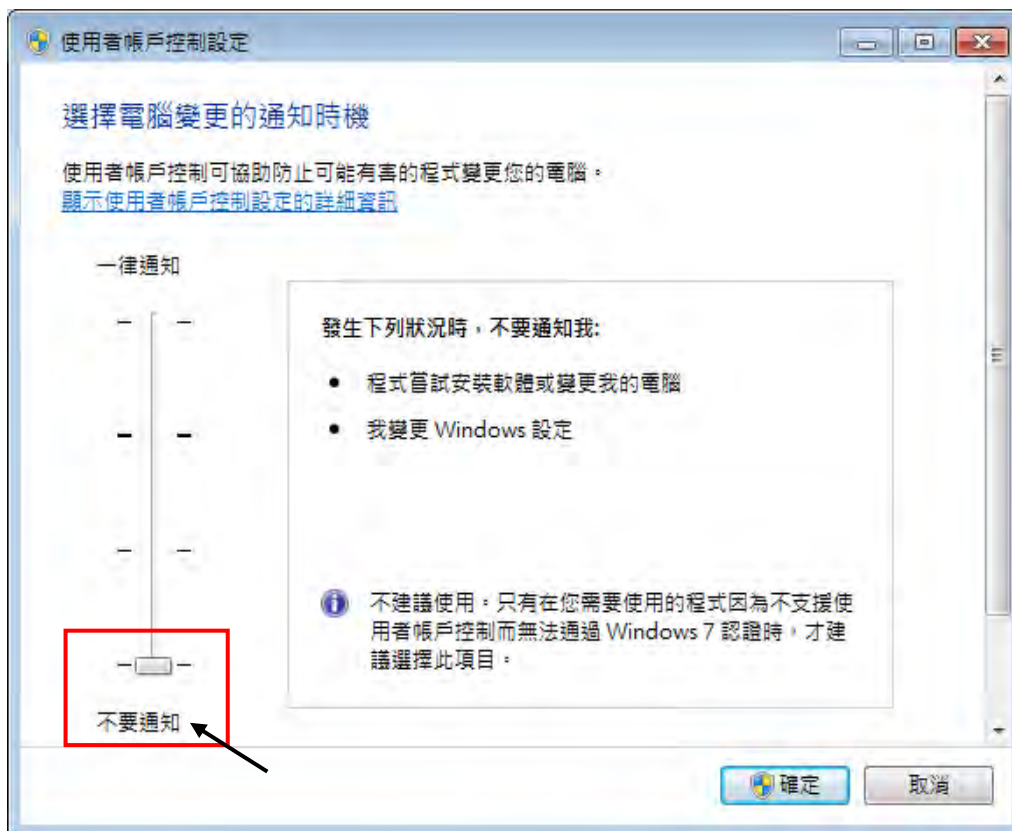 使用者帳戶控制設定
選擇電腦變更的通知時機
使用者帳戶控制可協助防止可能有害的程式變更您的電腦。
顯示使用者帳戶控制設定的詳細資訊
一律通知
發生下列狀況時，不要通知我:
• 程式嘗試安裝軟體或變更我的電腦
• 我變更 Windows 設定
不建議使用。只有在您需要使用的程式因為不支援使
用者帳戶控制而無法通過 Windows 7 認證時，才建
議選擇此項目。
不要通知
確定
取消